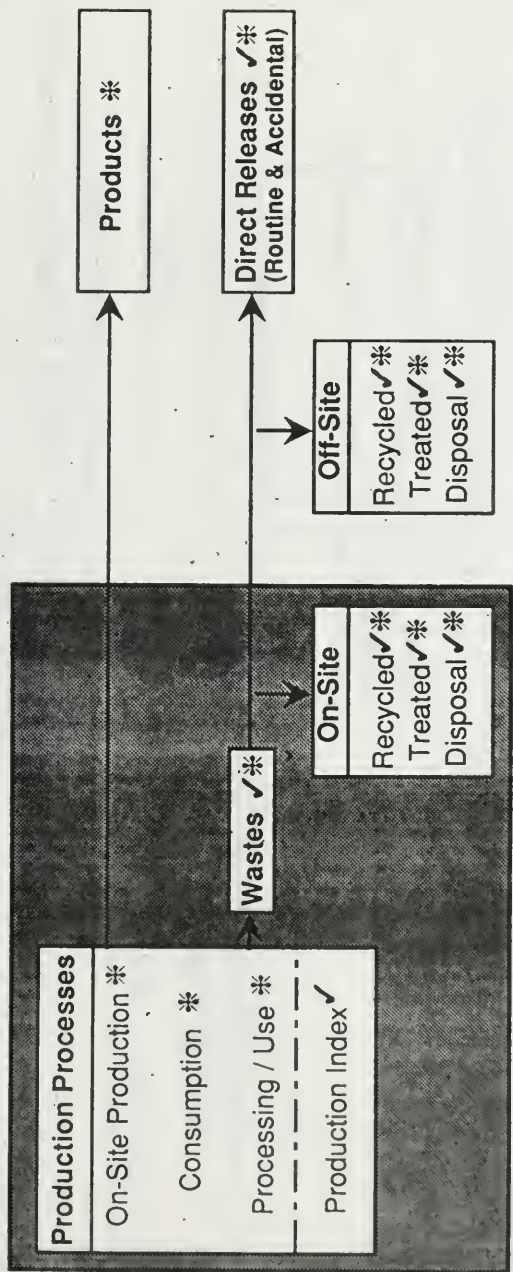 Production Processes
On-Site Production ❇
Consumption ❇
Processing / Use ❇
Production Index ✓
Wastes ✓❇
On-Site
Recycled ✓❇
Treated ✓❇
Disposal ✓❇
Off-Site
Recycled ✓❇
Treated ✓❇
Disposal ✓❇
Products ❇
Direct Releases ✓❇
(Routine & Accidental)